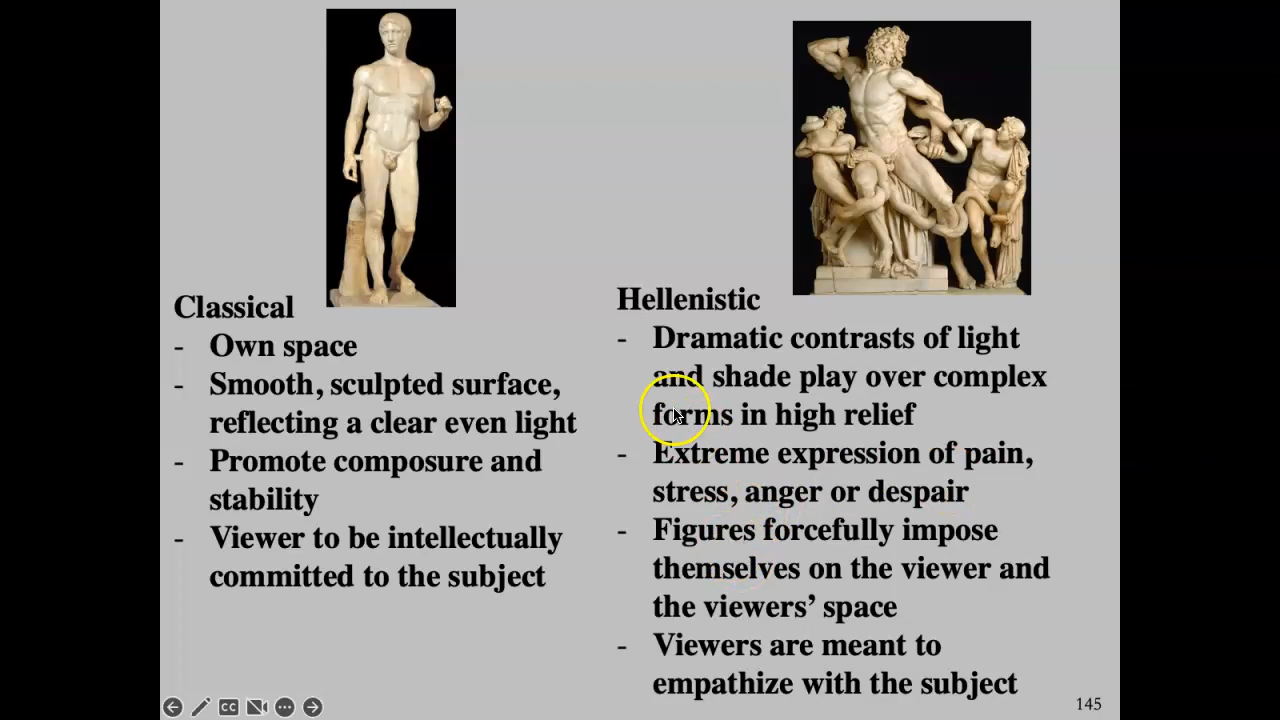 Classical
- Own space
- Smooth, sculpted surface,
reflecting a clear even light
- Promote composure and
stability
- Viewer to be intellectually
committed to the subject
Hellenistic
- Dramatic contrasts of light
and shade play over complex
forms in high relief
- Extreme expression of pain,
stress, anger or despair
- Figures forcefully impose
themselves on the viewer and
the viewers’ space
- Viewers are meant to
empathize with the subject
CC
145